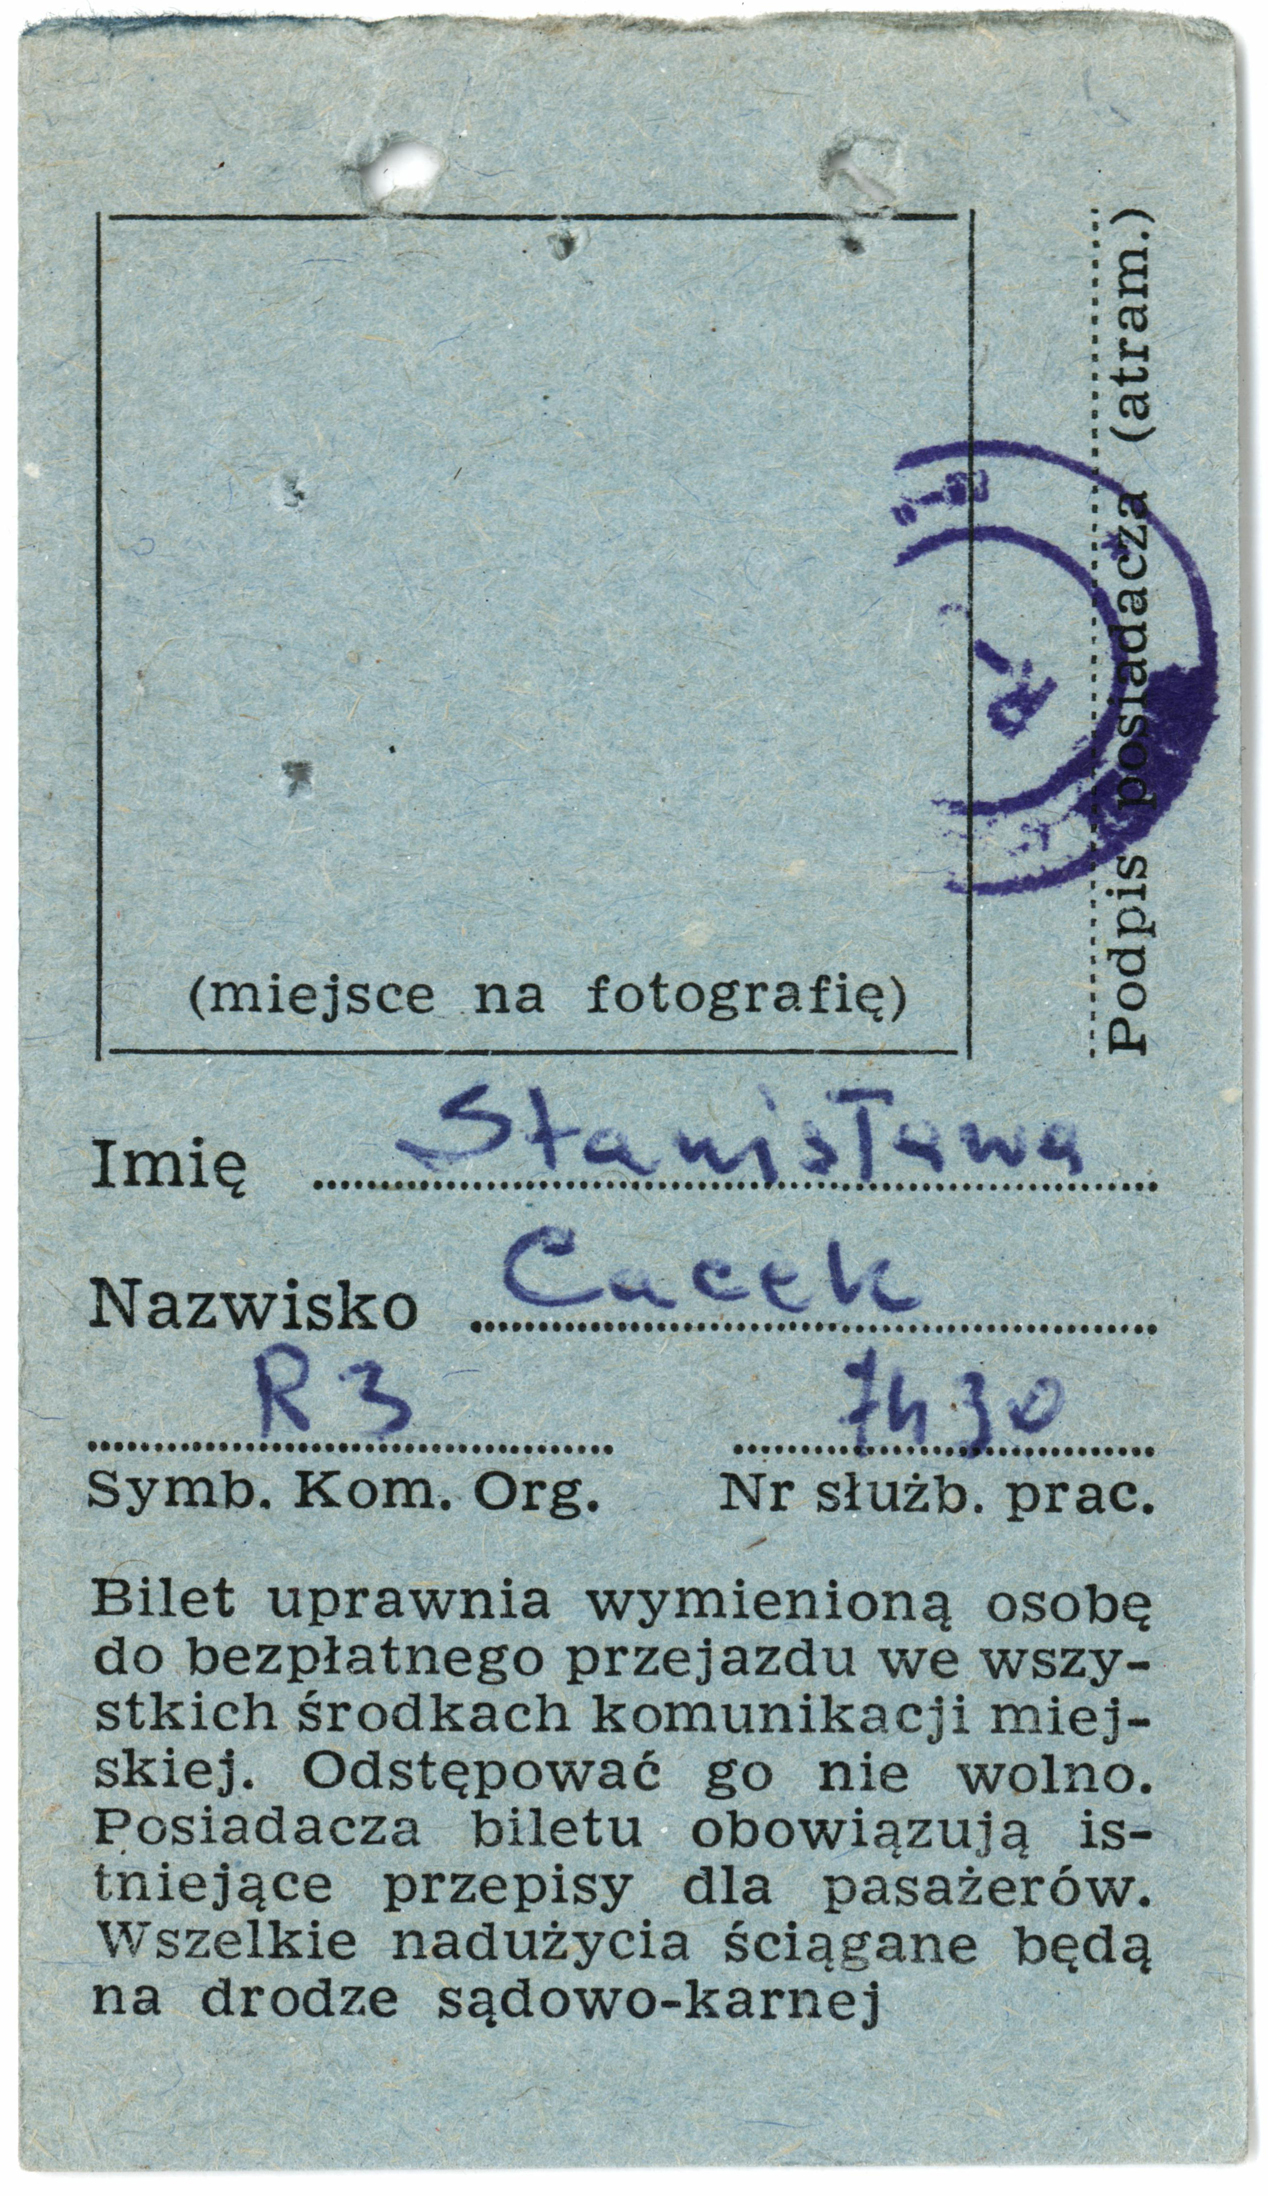 (miejsce na fotografię)
Podpis posiadacza (atram.)
Imię Stanisława
Nazwisko Cacek
R3 7430
Symb. Kom. Org. Nr służb. prac.
Bilet uprawnia wymienioną osobę
do bezpłatnego przejazdu we wszy-
stkich środkach komunikacji miej-
skiej. Odstępować go nie wolno.
Posiadacza biletu obowiązują is-
tniejące przepisy dla pasażerów.
Wszelkie nadużycia ściągane będą
na drodze sądowo-karnej